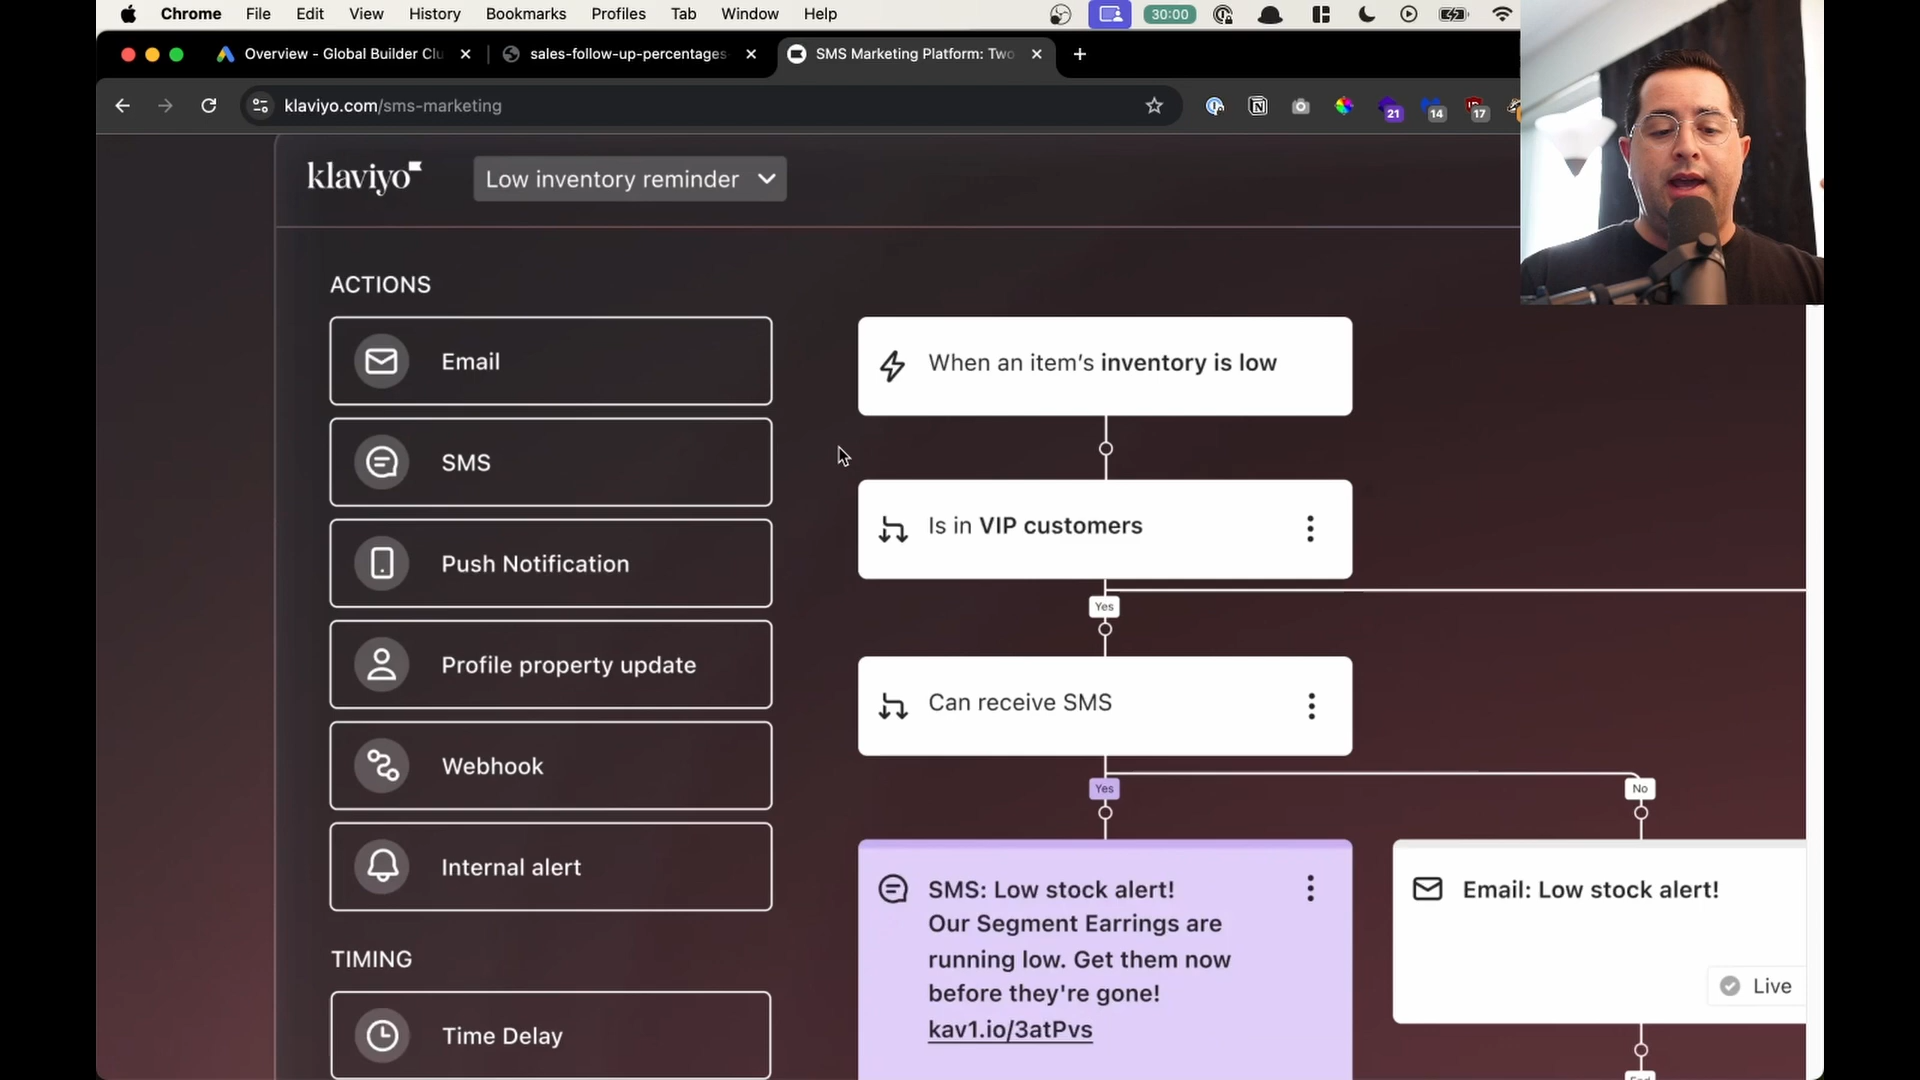 Chrome File Edit View History Bookmarks Profiles Tab Window Help 30:00
Overview - Global Builder Clu
sales-follow-up-percentages-
SMS Marketing Platform: Two
klaviyo.com/sms-marketing
21 14 17
klaviyo
Low inventory reminder
ACTIONS
Email
SMS
Push Notification
Profile property update
Webhook
Internal alert
TIMING
Time Delay
When an item's inventory is low
Is in VIP customers
Yes
Can receive SMS
Yes
No
SMS: Low stock alert!
Our Segment Earrings are
running low. Get them now
before they're gone!
kav1.io/3atPvs
Email: Low stock alert!
Live